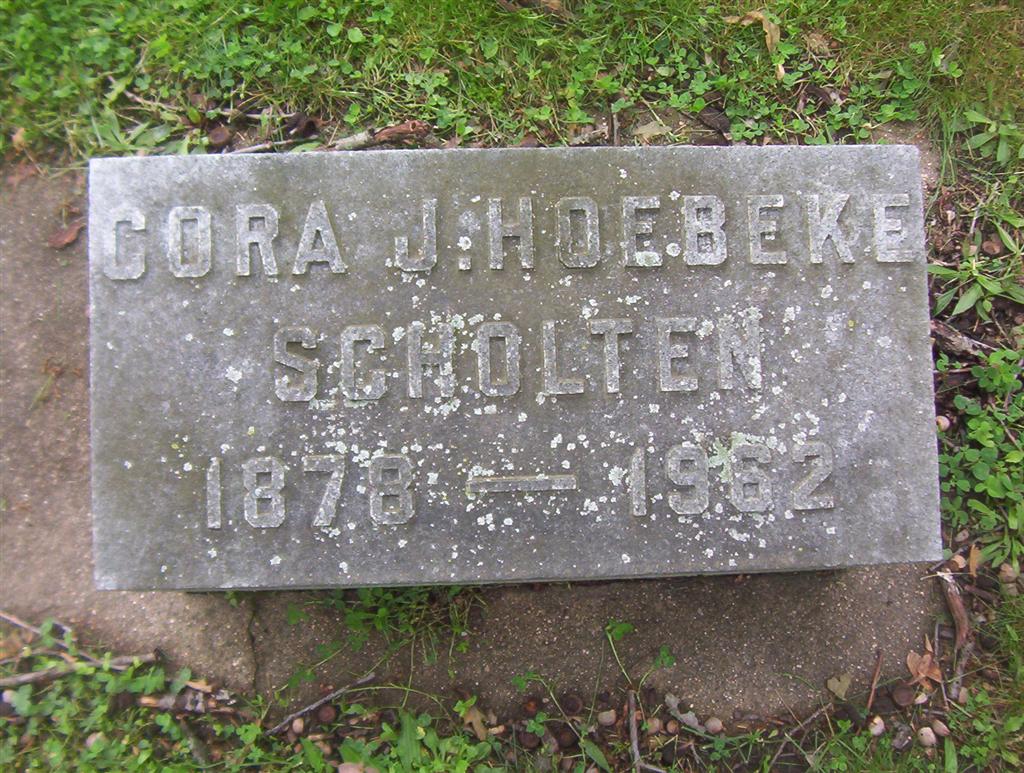 CORA J. HOEBEKE
SCHOLTEN
1878 — 1962